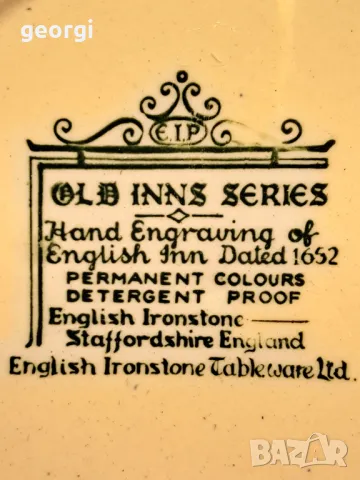 georgi
E.I.P
OLD INNS SERIES
Hand Engraving of
English Inn Dated 1652
PERMANENT COLOURS
DETERGENT PROOF
English Ironstone
Staffordshire England
English Ironstone Tableware Ltd.
BAZAR.BG